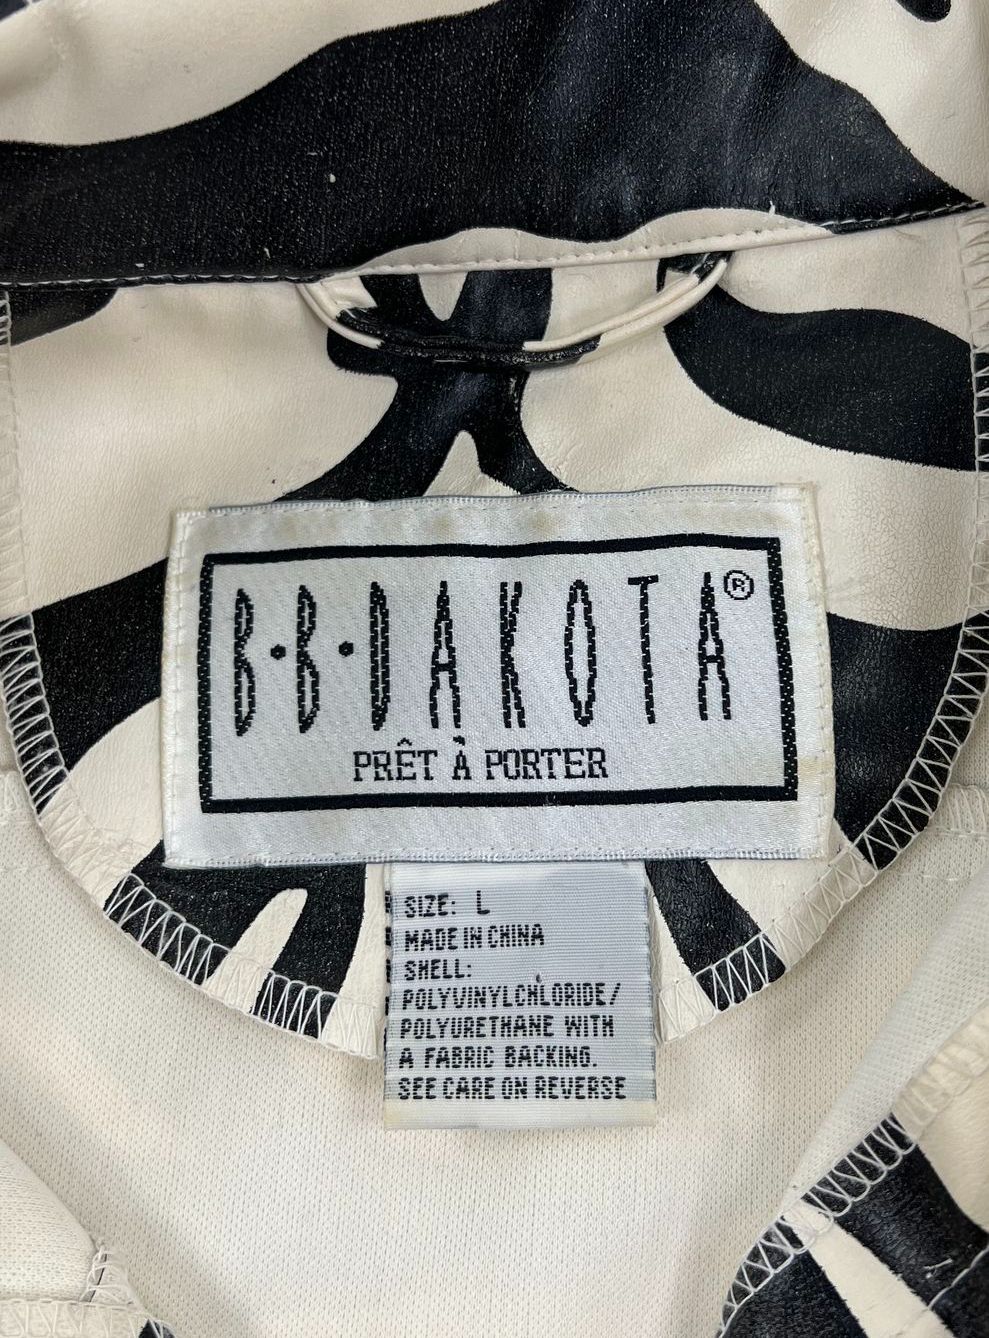 B·B·DAKOTA®
PRÊT À PORTER
SIZE: L
MADE IN CHINA
SHELL:
POLYVINYLCHLORIDE/
POLYURETHANE WITH
A FABRIC BACKING.
SEE CARE ON REVERSE